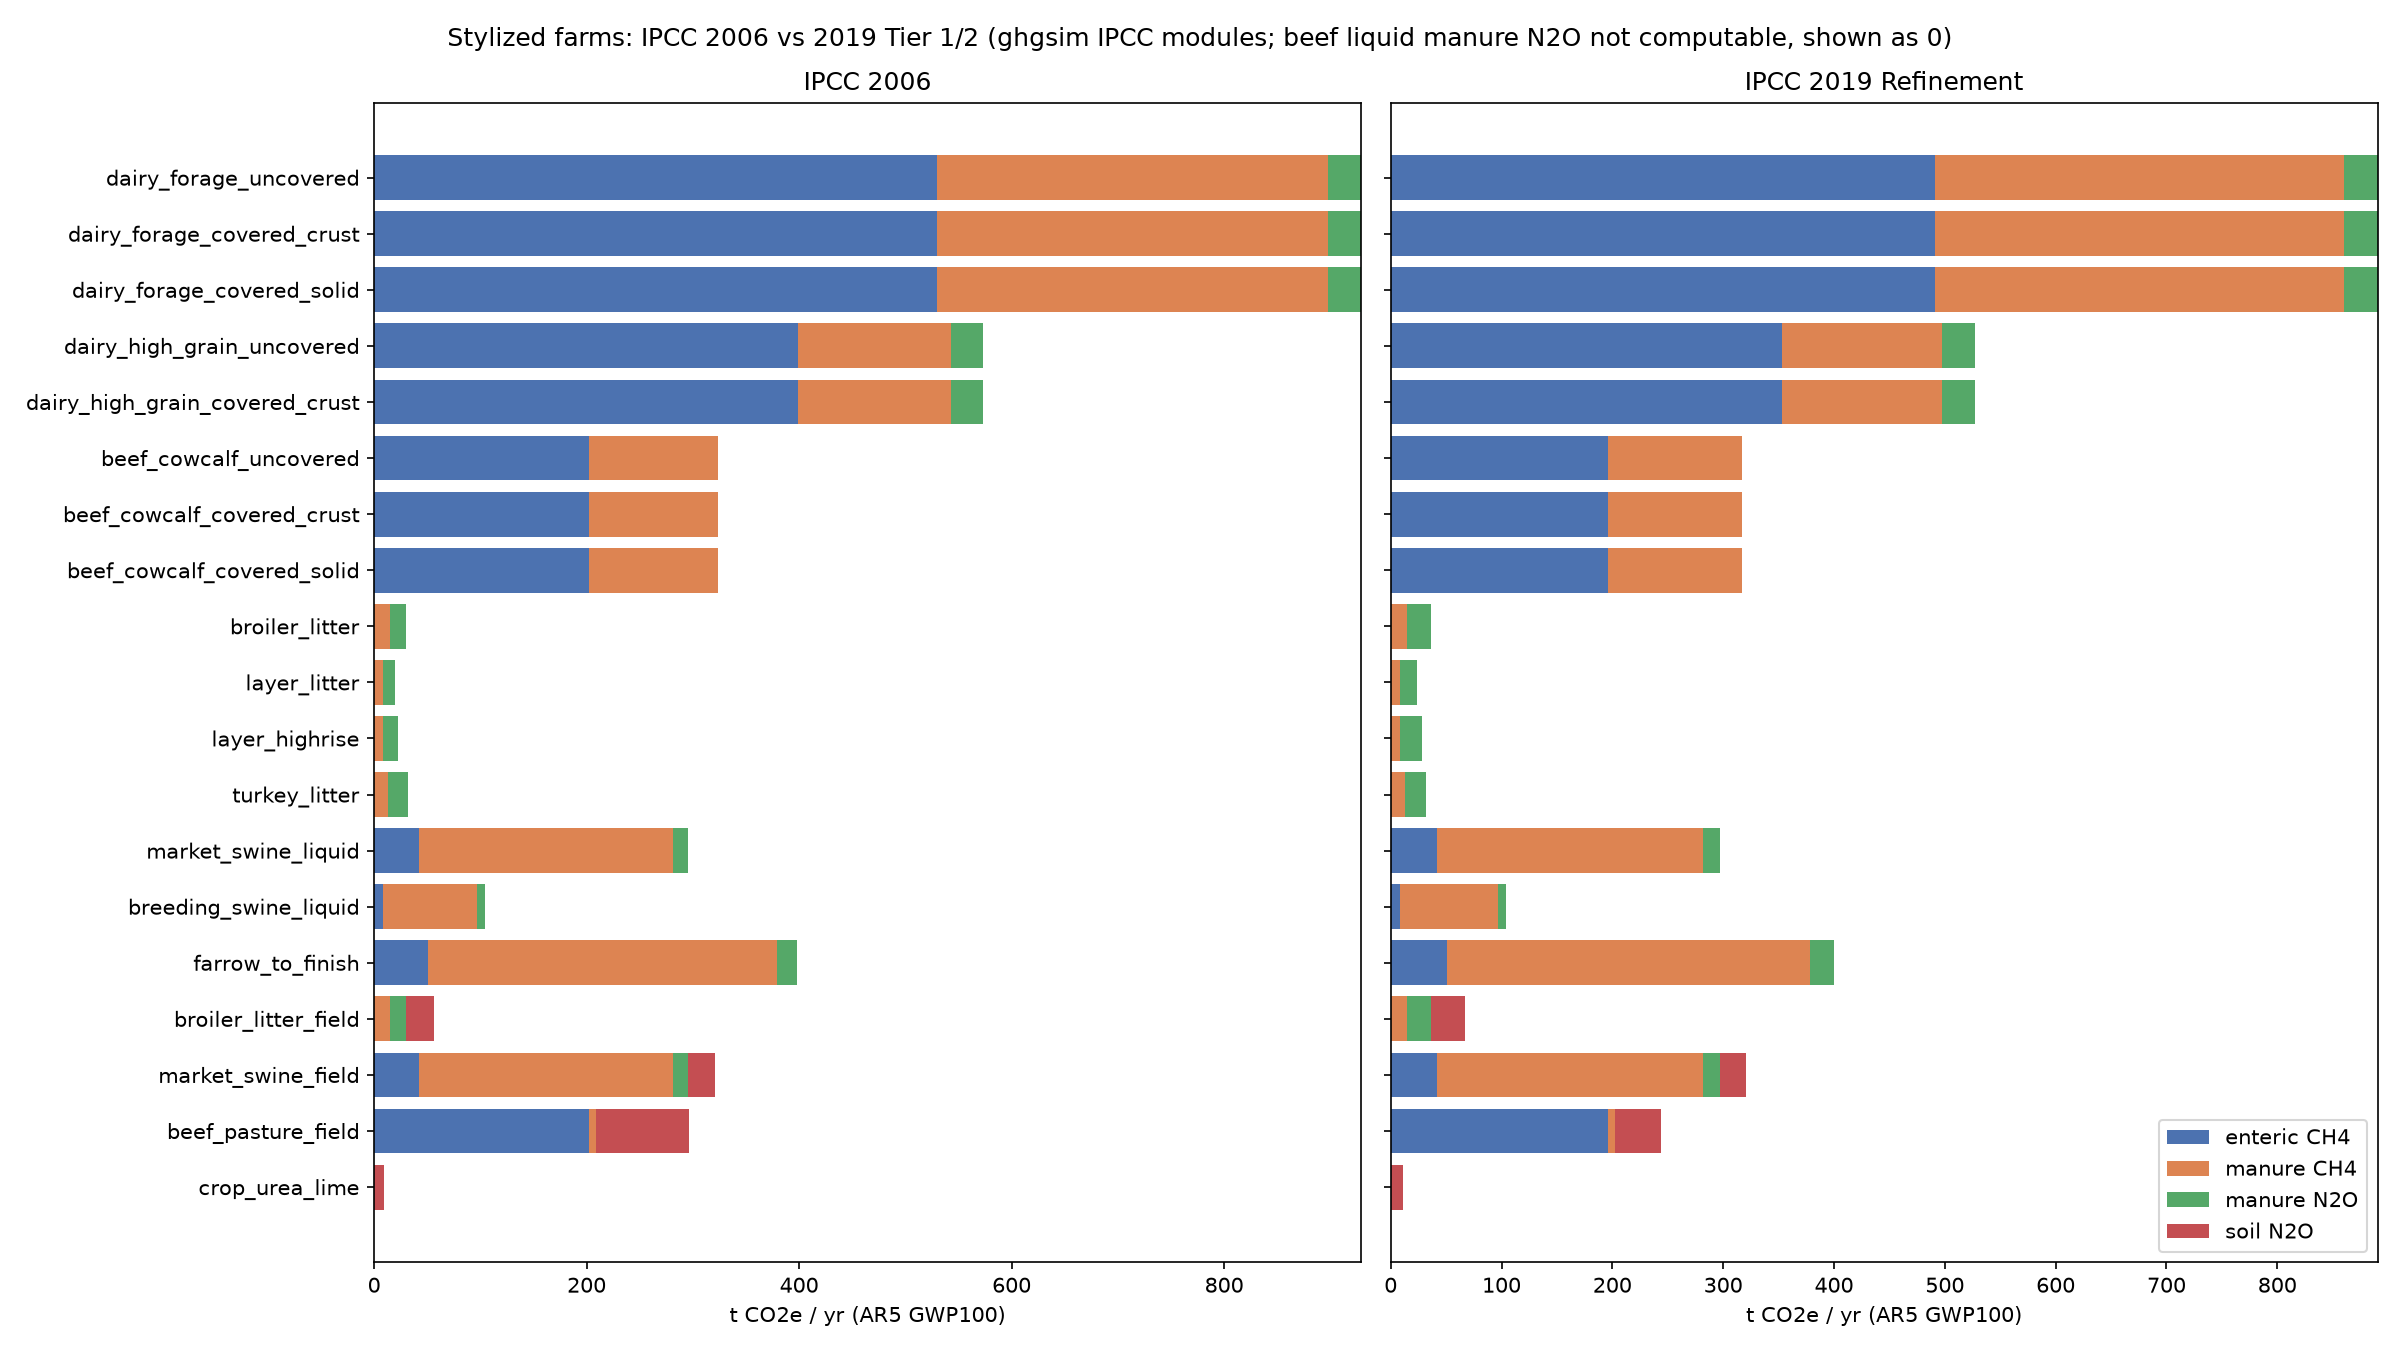 Stylized farms: IPCC 2006 vs 2019 Tier 1/2 (ghgsim IPCC modules; beef liquid manure N2O not computable, shown as 0)
IPCC 2006
IPCC 2019 Refinement
dairy_forage_uncovered
dairy_forage_covered_crust
dairy_forage_covered_solid
dairy_high_grain_uncovered
dairy_high_grain_covered_crust
beef_cowcalf_uncovered
beef_cowcalf_covered_crust
beef_cowcalf_covered_solid
broiler_litter
layer_litter
layer_highrise
turkey_litter
market_swine_liquid
breeding_swine_liquid
farrow_to_finish
broiler_litter_field
market_swine_field
beef_pasture_field
crop_urea_lime
enteric CH4
manure CH4
manure N2O
soil N2O
0 200 400 600 800
0 100 200 300 400 500 600 700 800
t CO2e / yr (AR5 GWP100)
t CO2e / yr (AR5 GWP100)